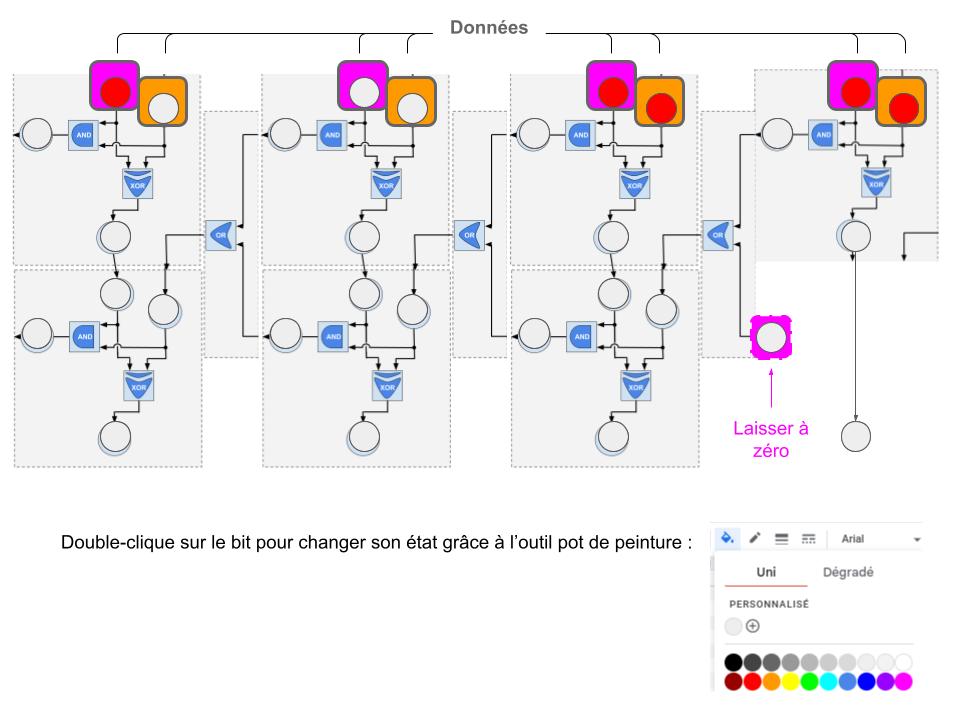 Données
AND
AND
AND
AND
XOR
XOR
XOR
XOR
OR
OR
OR
AND
AND
AND
XOR
XOR
XOR
Laisser à
zéro
Double-clique sur le bit pour changer son état grâce à l'outil pot de peinture :
Arial
Uni Dégradé
PERSONNALISÉ